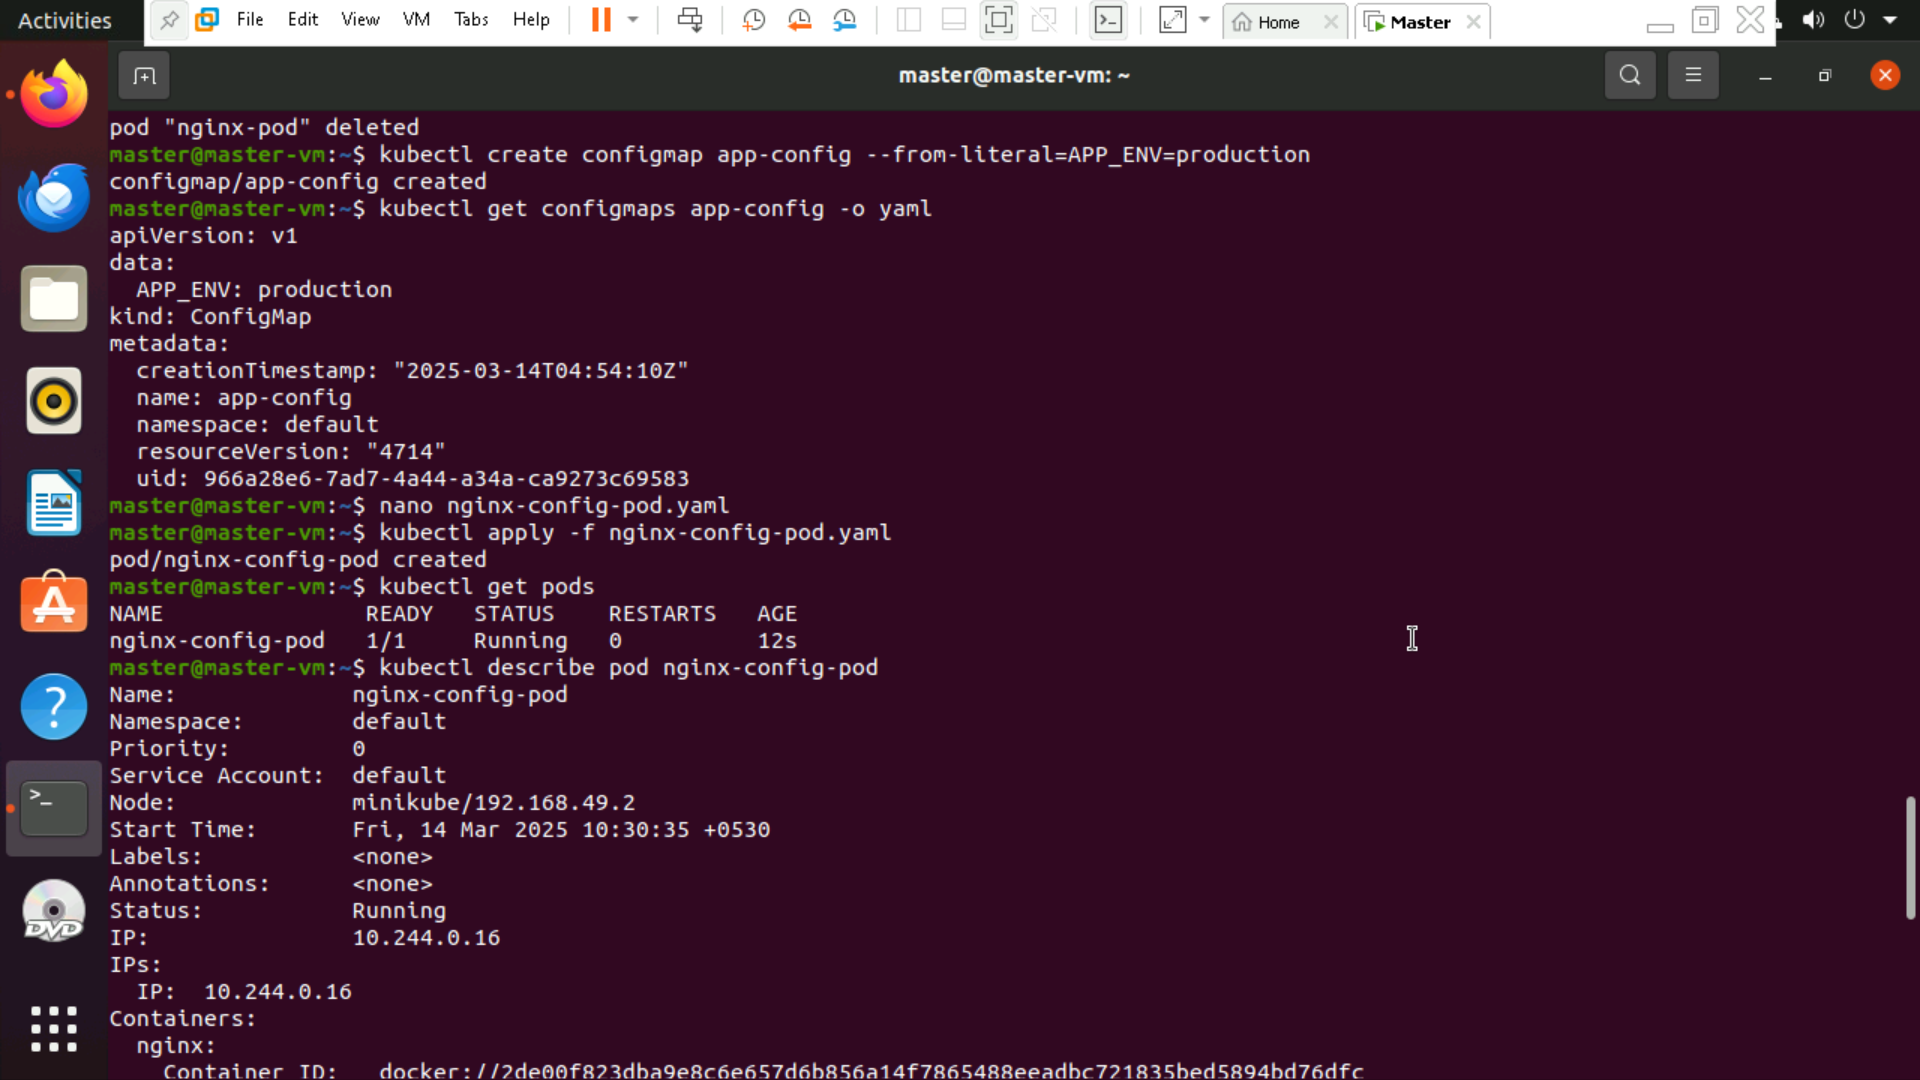 Activities
File Edit View VM Tabs Help
Home
Master
master@master-vm: ~
pod "nginx-pod" deleted
master@master-vm:~$ kubectl create configmap app-config --from-literal=APP_ENV=production
configmap/app-config created
master@master-vm:~$ kubectl get configmaps app-config -o yaml
apiVersion: v1
data:
  APP_ENV: production
kind: ConfigMap
metadata:
  creationTimestamp: "2025-03-14T04:54:10Z"
  name: app-config
  namespace: default
  resourceVersion: "4714"
  uid: 966a28e6-7ad7-4a44-a34a-ca9273c69583
master@master-vm:~$ nano nginx-config-pod.yaml
master@master-vm:~$ kubectl apply -f nginx-config-pod.yaml
pod/nginx-config-pod created
master@master-vm:~$ kubectl get pods
NAME               READY   STATUS    RESTARTS   AGE
nginx-config-pod   1/1     Running   0          12s
master@master-vm:~$ kubectl describe pod nginx-config-pod
Name:             nginx-config-pod
Namespace:        default
Priority:         0
Service Account:  default
Node:             minikube/192.168.49.2
Start Time:       Fri, 14 Mar 2025 10:30:35 +0530
Labels:           <none>
Annotations:      <none>
Status:           Running
IP:               10.244.0.16
IPs:
  IP:  10.244.0.16
Containers:
  nginx:
    Container ID:   docker://2de00f823dba9e8c6e657d6b856a14f7865488eeadbc721835bed5894bd76dfc
DVD